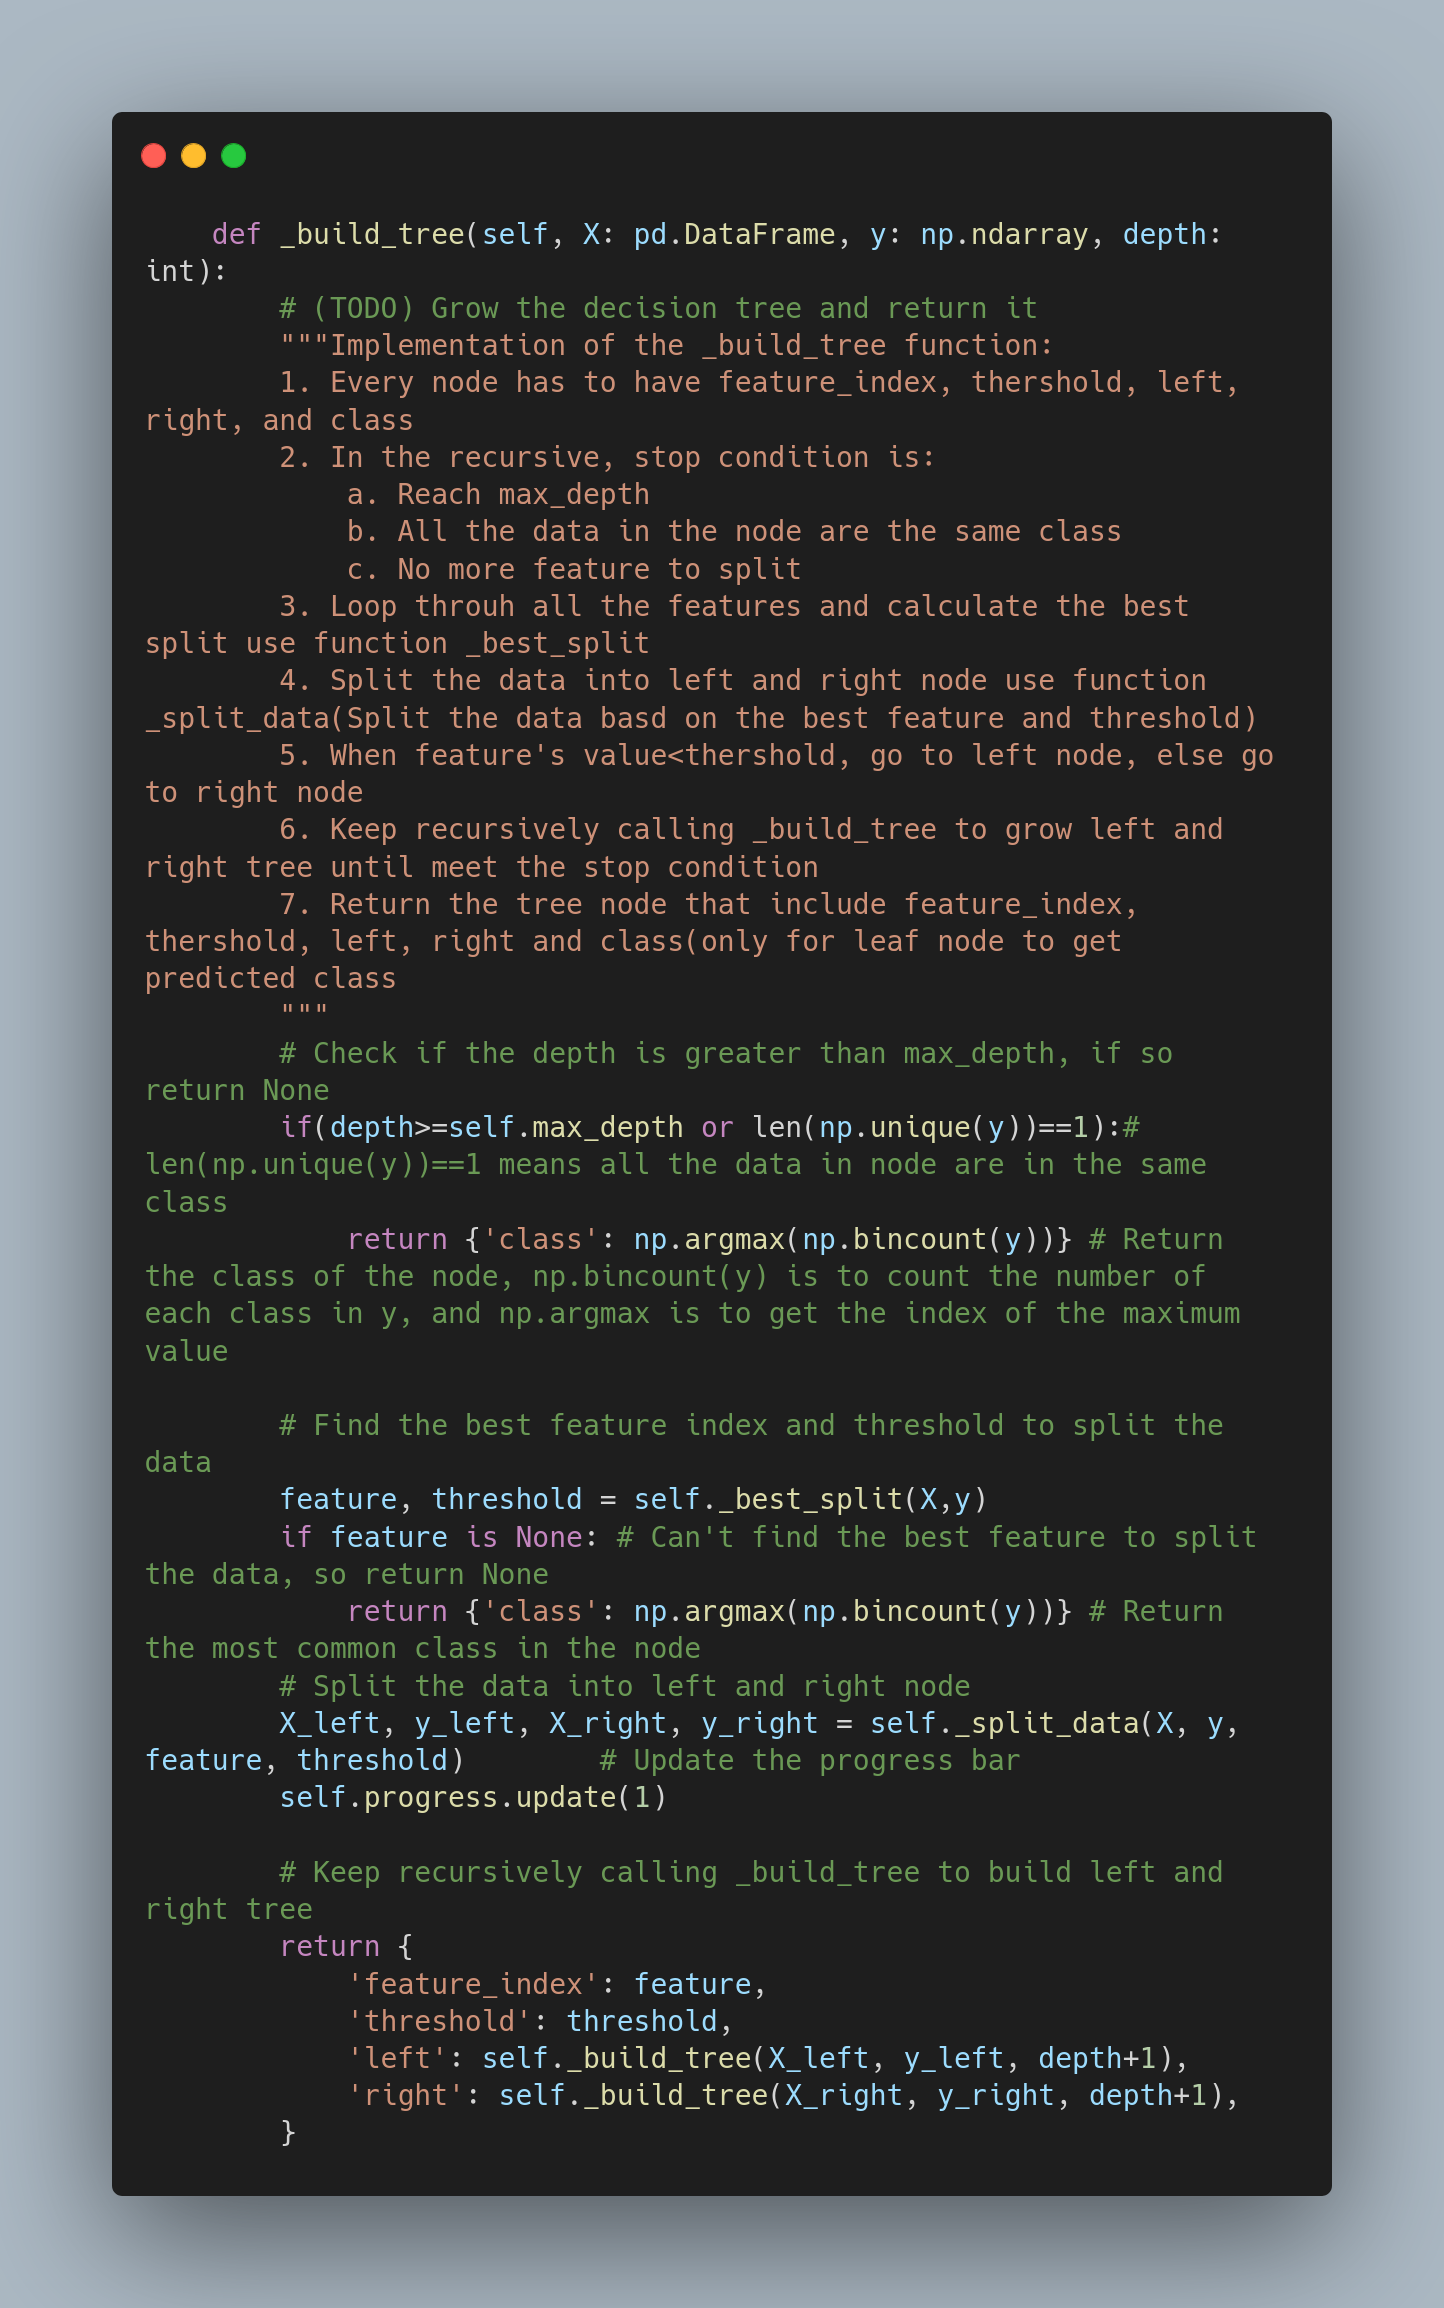 def _build_tree(self, X: pd.DataFrame, y: np.ndarray, depth:
int):
        # (TODO) Grow the decision tree and return it
        """Implementation of the _build_tree function:
        1. Every node has to have feature_index, thershold, left,
right, and class
        2. In the recursive, stop condition is:
            a. Reach max_depth
            b. All the data in the node are the same class
            c. No more feature to split
        3. Loop throuh all the features and calculate the best
split use function _best_split
        4. Split the data into left and right node use function
_split_data(Split the data basd on the best feature and threshold)
        5. When feature's value<thershold, go to left node, else go
to right node
        6. Keep recursively calling _build_tree to grow left and
right tree until meet the stop condition
        7. Return the tree node that include feature_index,
thershold, left, right and class(only for leaf node to get
predicted class
        """
        # Check if the depth is greater than max_depth, if so
return None
        if(depth>=self.max_depth or len(np.unique(y))==1):#
len(np.unique(y))==1 means all the data in node are in the same
class
            return {'class': np.argmax(np.bincount(y))} # Return
the class of the node, np.bincount(y) is to count the number of
each class in y, and np.argmax is to get the index of the maximum
value

        # Find the best feature index and threshold to split the
data
        feature, threshold = self._best_split(X,y)
        if feature is None: # Can't find the best feature to split
the data, so return None
            return {'class': np.argmax(np.bincount(y))} # Return
the most common class in the node
        # Split the data into left and right node
        X_left, y_left, X_right, y_right = self._split_data(X, y,
feature, threshold)        # Update the progress bar
        self.progress.update(1)

        # Keep recursively calling _build_tree to build left and
right tree
        return {
            'feature_index': feature,
            'threshold': threshold,
            'left': self._build_tree(X_left, y_left, depth+1),
            'right': self._build_tree(X_right, y_right, depth+1),
        }